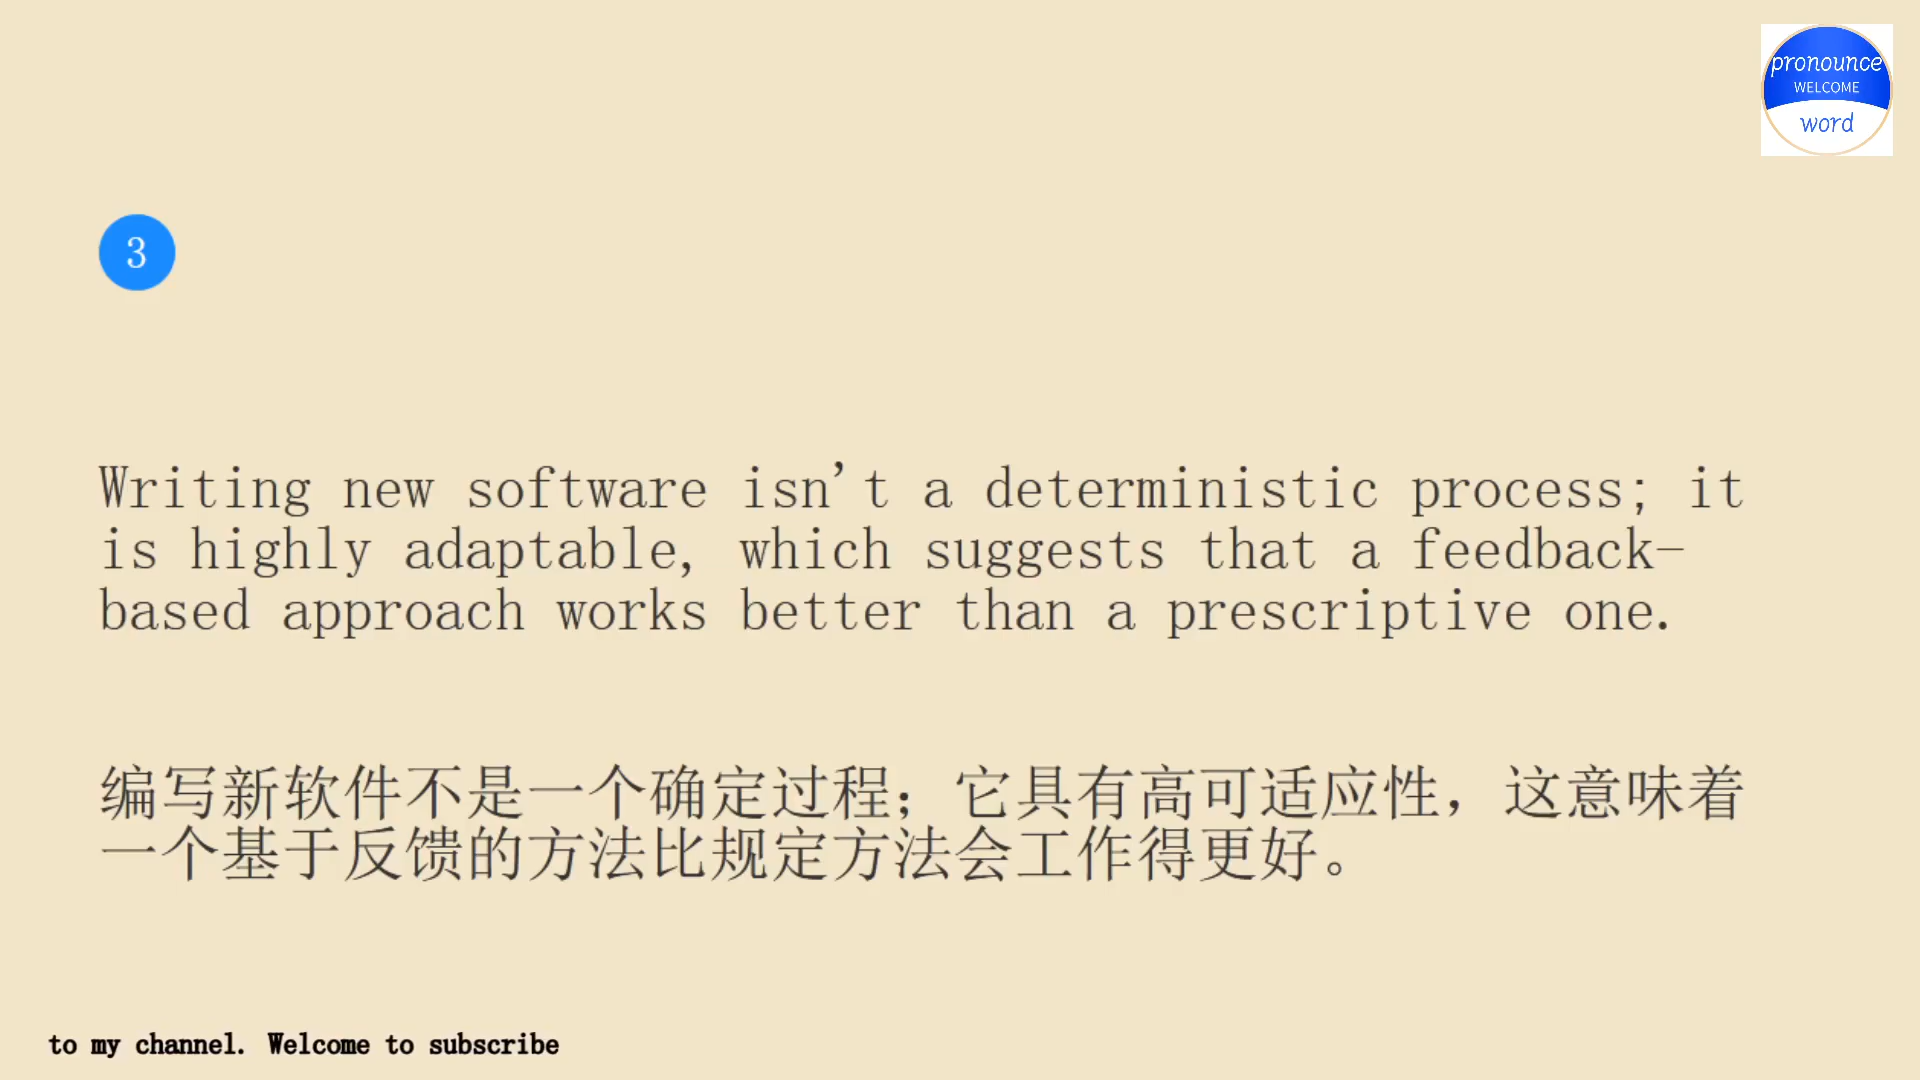 pronounce
WELCOME
word
3
Writing new software isn't a deterministic process; it
is highly adaptable, which suggests that a feedback-
based approach works better than a prescriptive one.
编写新软件不是一个确定过程；它具有高可适应性，这意味着
一个基于反馈的方法比规定方法会工作得更好。
to my channel. Welcome to subscribe